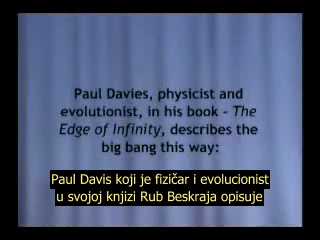 Paul Davies, physicist and
evolutionist, in his book - The
Edge of Infinity, describes the
big bang this way:
Paul Davis koji je fizičar i evolucionist
u svojoj knjizi Rub Beskraja opisuje